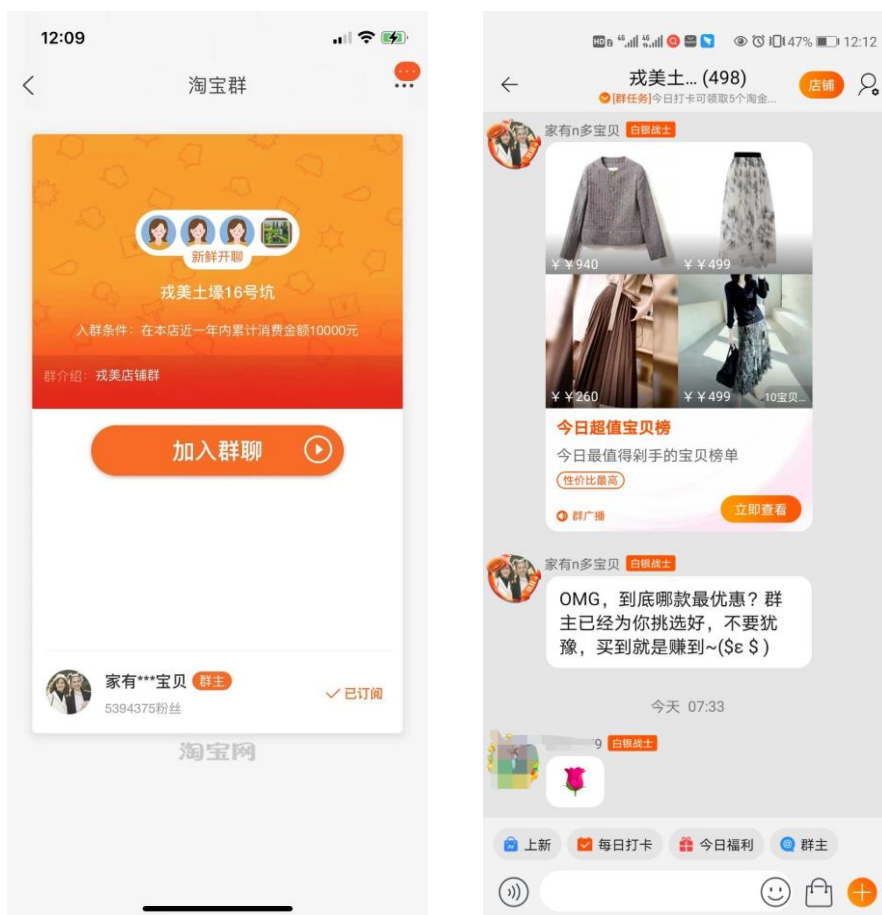 12:09
淘宝群
新鲜开聊
戎美土壕16号坑
入群条件：在本店近一年内累计消费金额10000元
群介绍：戎美店铺群
加入群聊
家有***宝贝 群主
5394375粉丝
已订阅
淘宝网
47% 12:12
戎美土... (498)
[群任务]今日打卡可领取5个淘金...
店铺
家有n多宝贝 白银战士
￥￥940
￥￥499
￥￥260
￥￥499
10宝贝...
今日超值宝贝榜
今日最值得剁手的宝贝榜单
性价比最高
群广播
立即查看
家有n多宝贝 白银战士
OMG，到底哪款最优惠？群
主已经为你挑选好，不要犹
豫，买到就是赚到~($ε $ )
今天 07:33
9 白银战士
上新
每日打卡
今日福利
群主